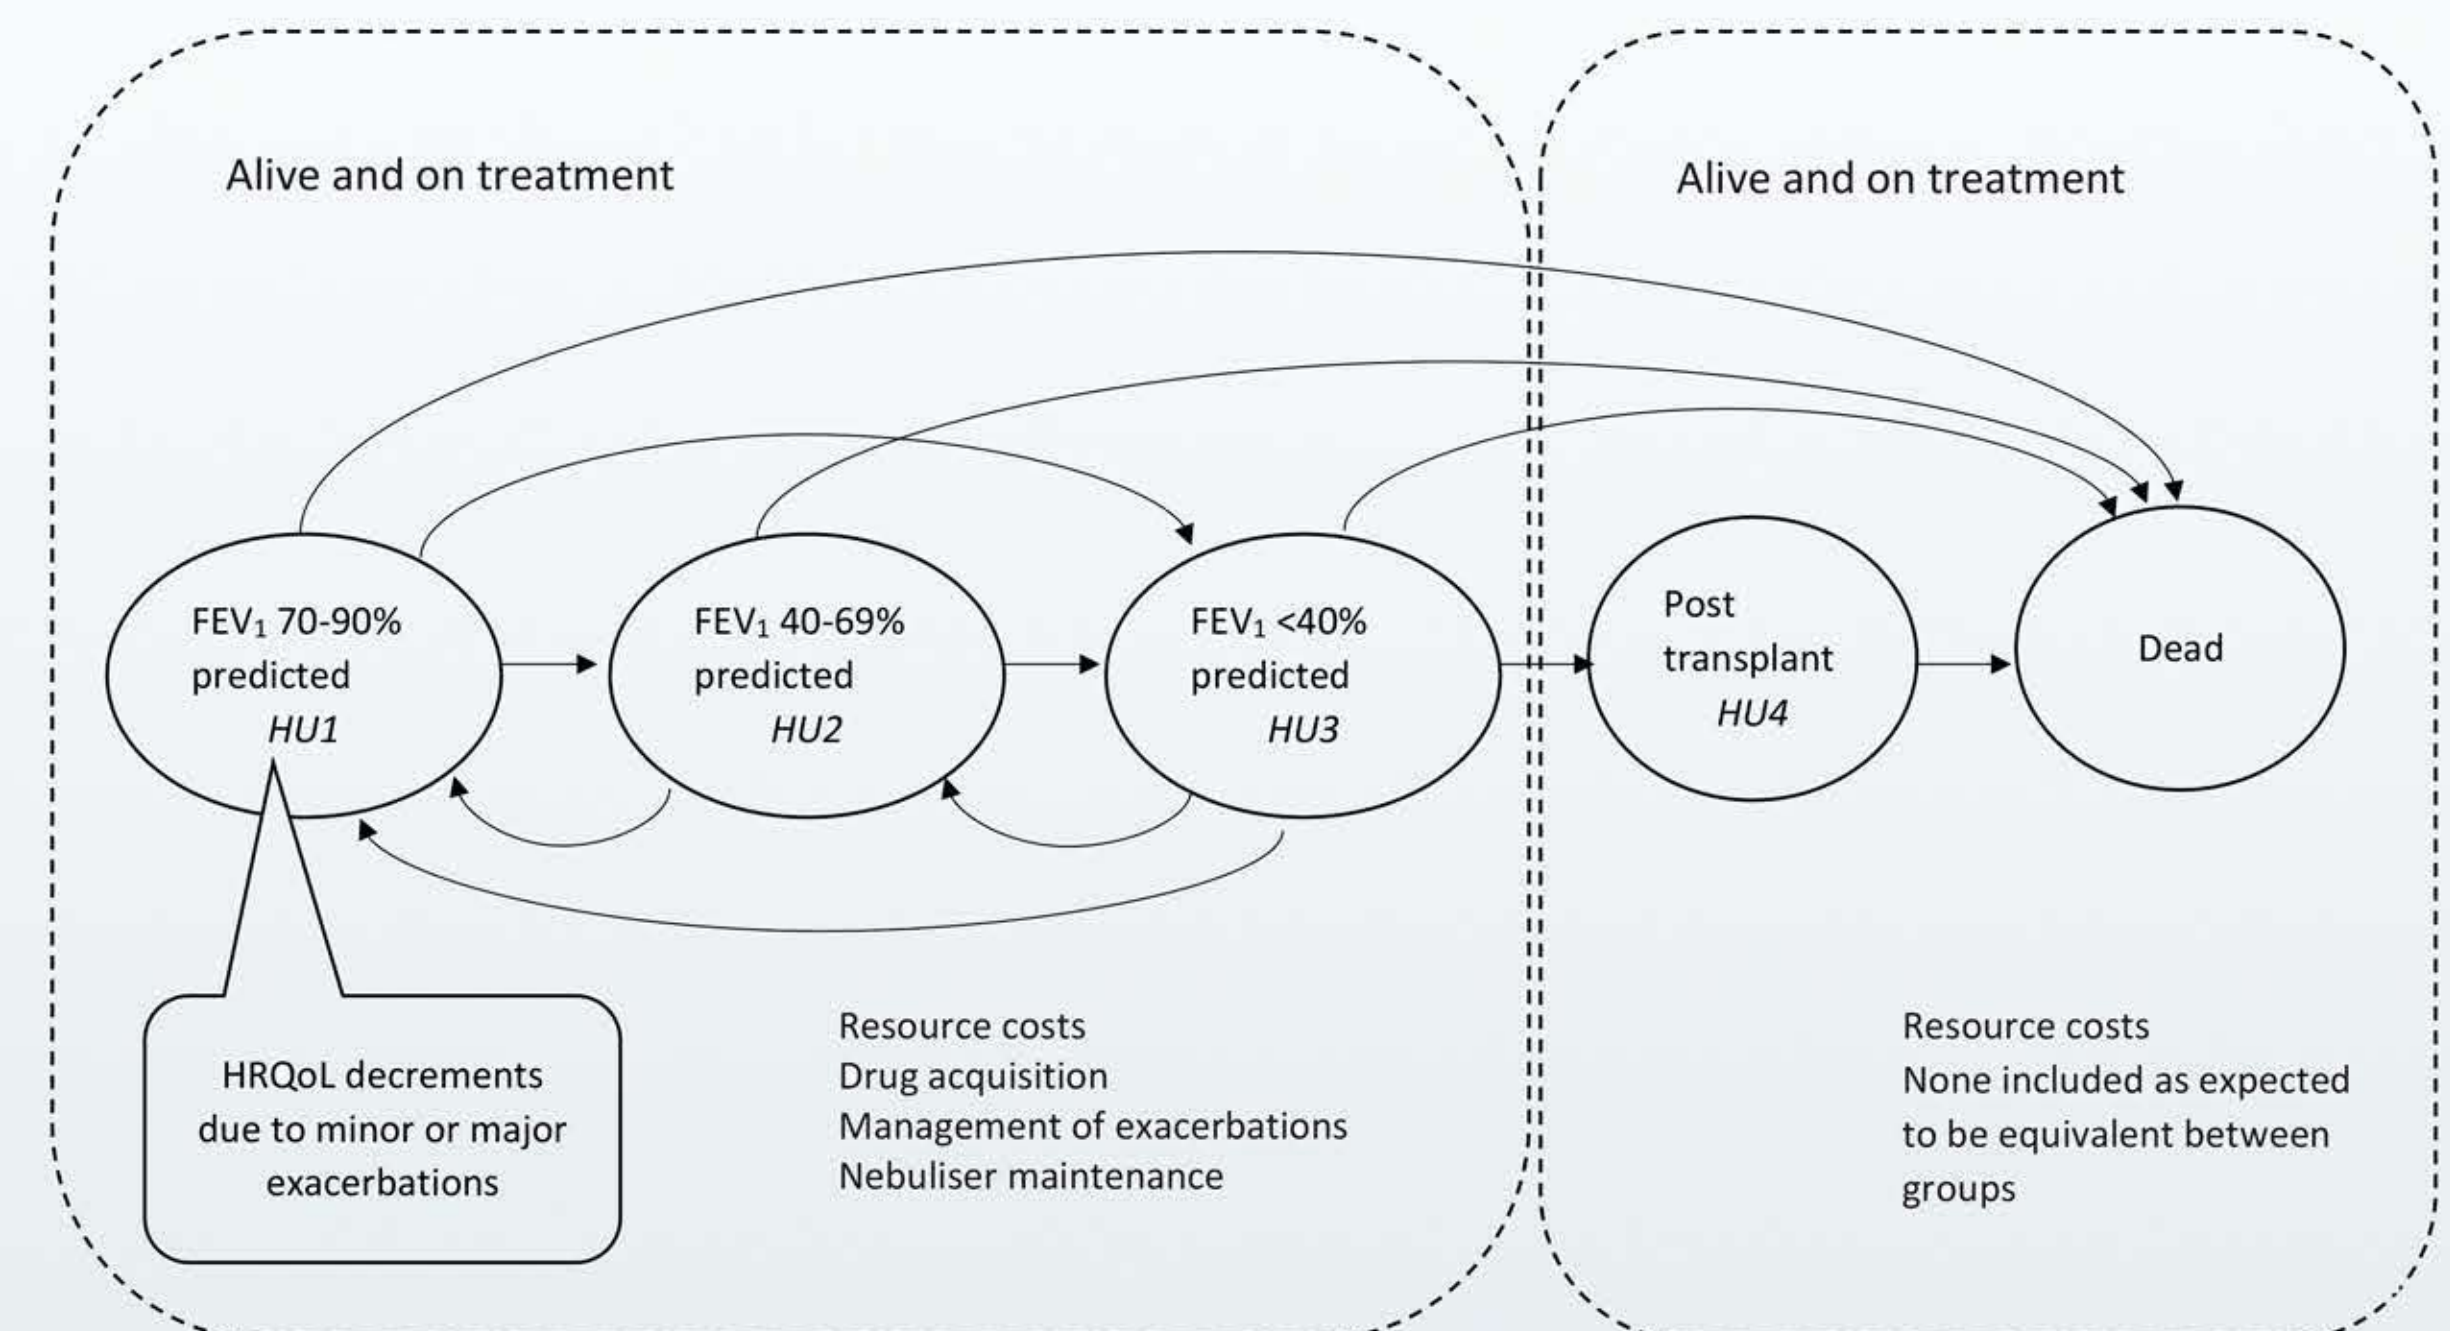 Alive and on treatment
Alive and on treatment
FEV₁ 70-90%
predicted
HU1
FEV₁ 40-69%
predicted
HU2
FEV₁ <40%
predicted
HU3
Post
transplant
HU4
Dead
HRQoL decrements
due to minor or major
exacerbations
Resource costs
Drug acquisition
Management of exacerbations
Nebuliser maintenance
Resource costs
None included as expected
to be equivalent between
groups